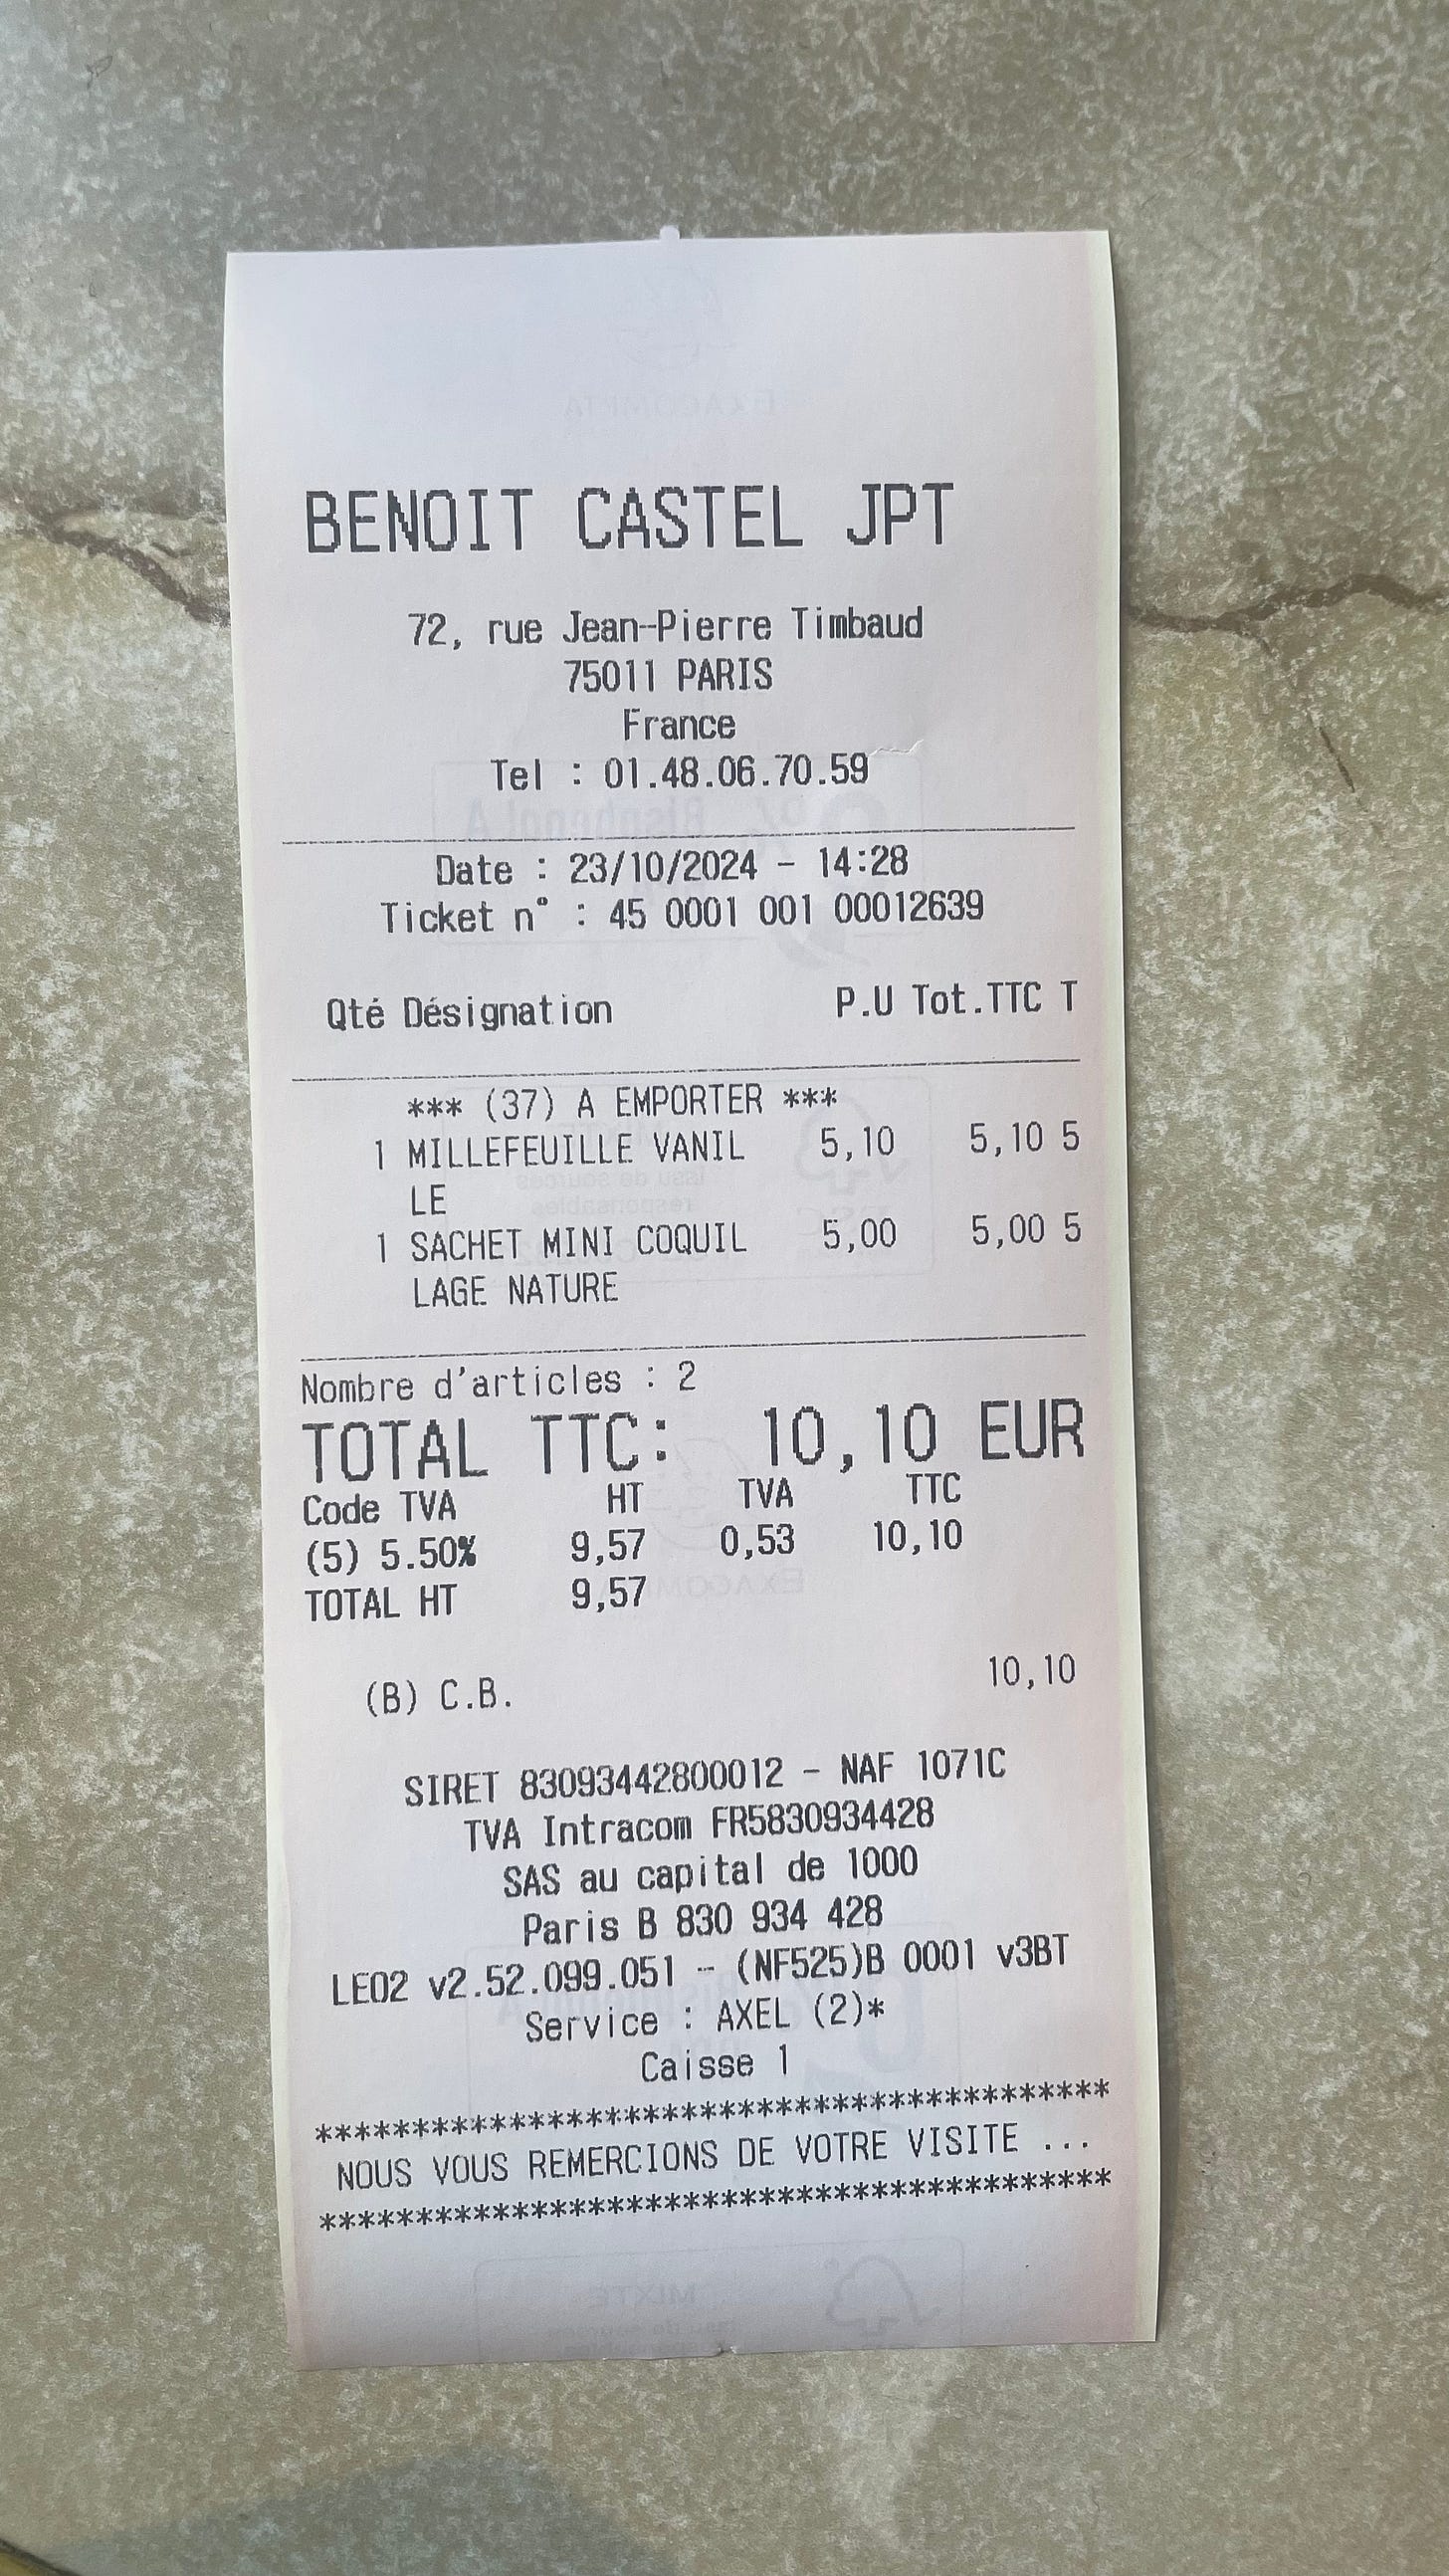 BENOIT CASTEL JPT
72, rue Jean-Pierre Timbaud
75011 PARIS
France
Tel : 01.48.06.70.59
Date : 23/10/2024 - 14:28
Ticket n° : 45 0001 001 00012639
Qté Désignation P.U Tot.TTC T
*** (37) A EMPORTER ***
1 MILLEFEUILLE VANIL 5,10 5,10 5
LE
1 SACHET MINI COQUIL 5,00 5,00 5
LAGE NATURE
Nombre d'articles : 2
TOTAL TTC: 10,10 EUR
Code TVA HT TVA TTC
(5) 5.50% 9,57 0,53 10,10
TOTAL HT 9,57
(B) C.B. 10,10
SIRET 83093442800012 - NAF 1071C
TVA Intracom FR5830934428
SAS au capital de 1000
Paris B 830 934 428
LEO2 v2.52.099.051 - (NF525)B 0001 v3BT
Service : AXEL (2)*
Caisse 1
*****************************************
NOUS VOUS REMERCIONS DE VOTRE VISITE ...
*****************************************